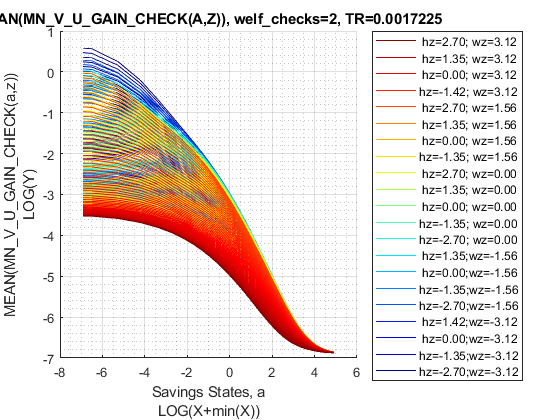 AN(MN_V_U_GAIN_CHECK(A,Z)), welf_checks=2, TR=0.0017225
MEAN(MN_V_U_GAIN_CHECK(a,z))
LOG(Y)
1
0
-1
-2
-3
-4
-5
-6
-7
-8
-6
-4
-2
0
2
4
6
Savings States, a
LOG(X+min(X))
hz=2.70; wz=3.12
hz=1.35; wz=3.12
hz=0.00; wz=3.12
hz=-1.42; wz=3.12
hz=2.70; wz=1.56
hz=1.35; wz=1.56
hz=0.00; wz=1.56
hz=-1.35; wz=1.56
hz=2.70; wz=0.00
hz=1.35; wz=0.00
hz=0.00; wz=0.00
hz=-1.35; wz=0.00
hz=-2.70; wz=0.00
hz=1.35;wz=-1.56
hz=0.00;wz=-1.56
hz=-1.35;wz=-1.56
hz=-2.70;wz=-1.56
hz=1.42;wz=-3.12
hz=0.00;wz=-3.12
hz=-1.35;wz=-3.12
hz=-2.70;wz=-3.12